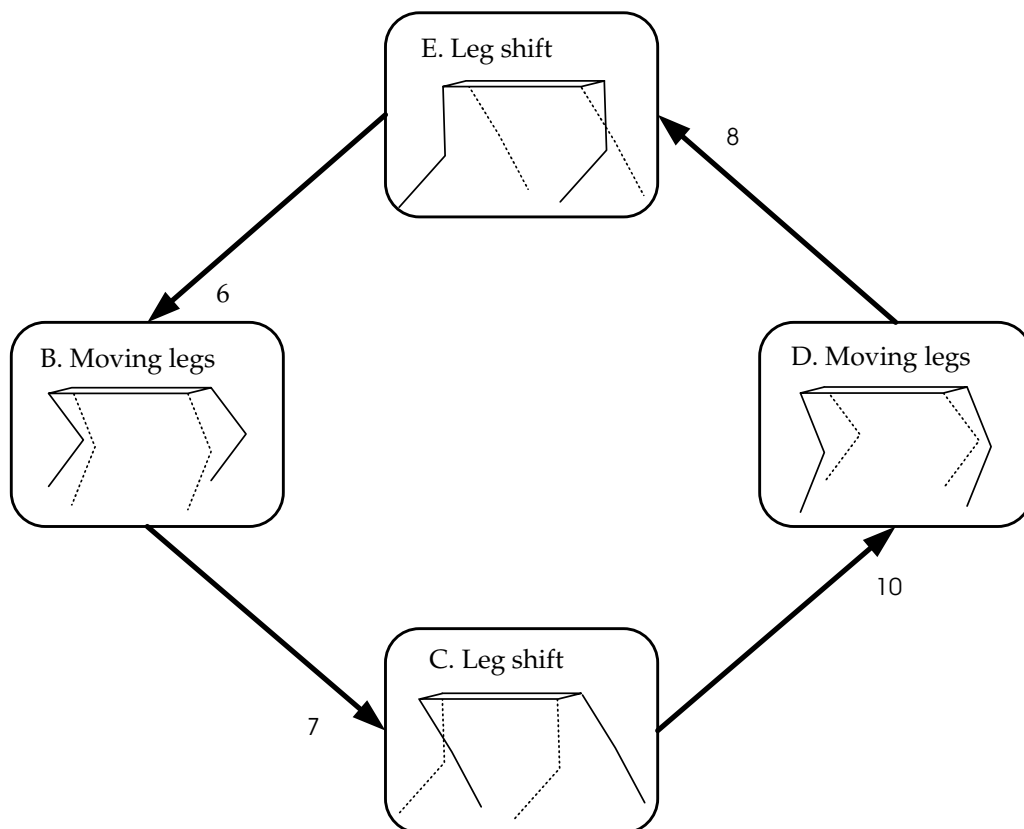 E. Leg shift
8
6
B. Moving legs
D. Moving legs
10
C. Leg shift
7